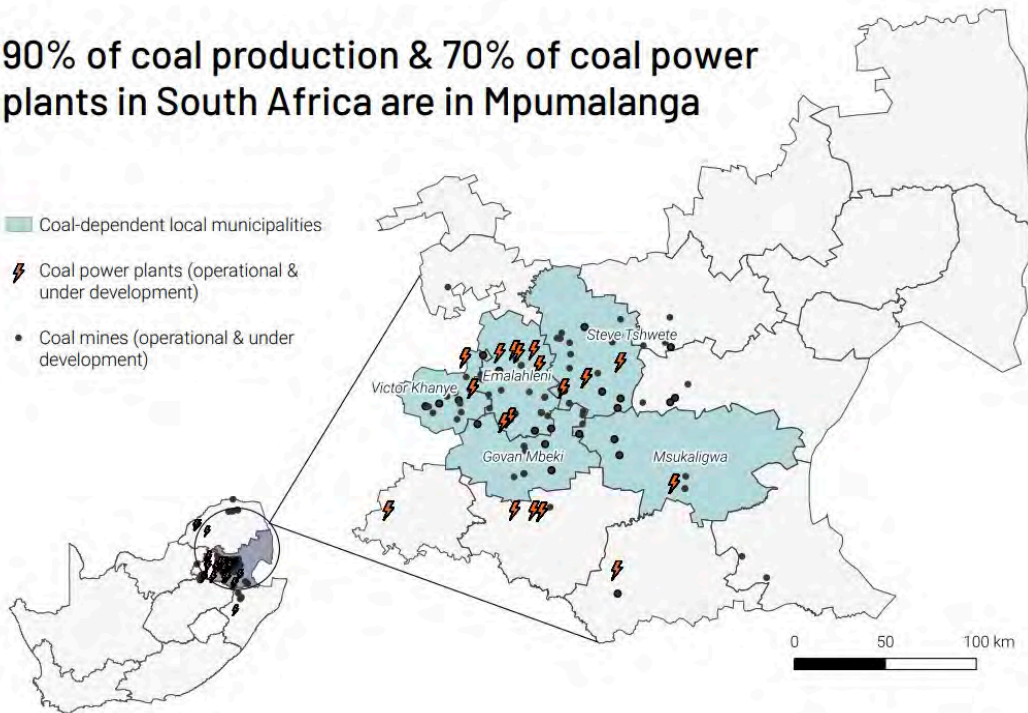 90% of coal production & 70% of coal power
plants in South Africa are in Mpumalanga
Coal-dependent local municipalities
Coal power plants (operational &
under development)
Coal mines (operational & under
development)
Steve Tshwete
Emalahleni
Victor Khanye
Govan Mbeki
Msukaligwa
0 50 100 km